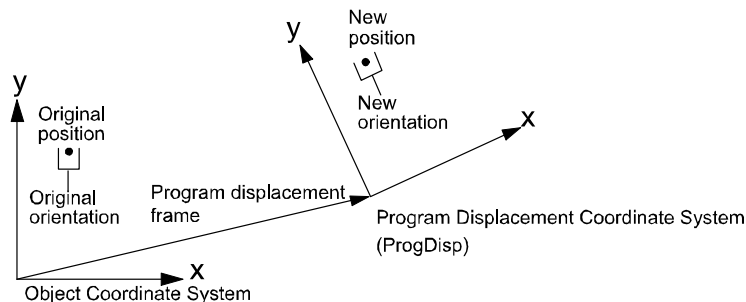 y
Original
position
Original
orientation
x
Object Coordinate System
Program displacement
frame
y
New
position
New
orientation
x
Program Displacement Coordinate System
(ProgDisp)